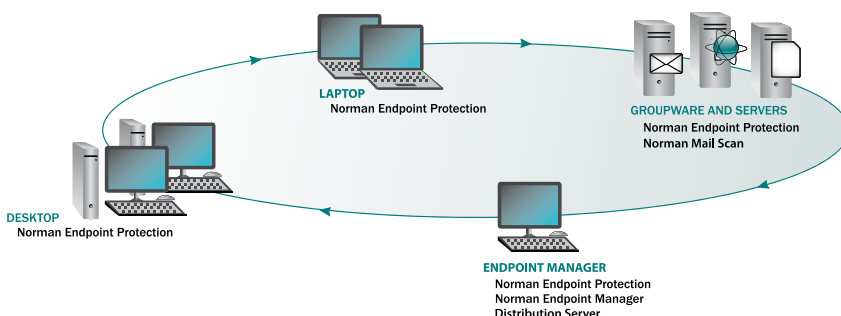 LAPTOP
Norman Endpoint Protection
GROUPWARE AND SERVERS
Norman Endpoint Protection
Norman Mail Scan
DESKTOP
Norman Endpoint Protection
ENDPOINT MANAGER
Norman Endpoint Protection
Norman Endpoint Manager
Distribution Server